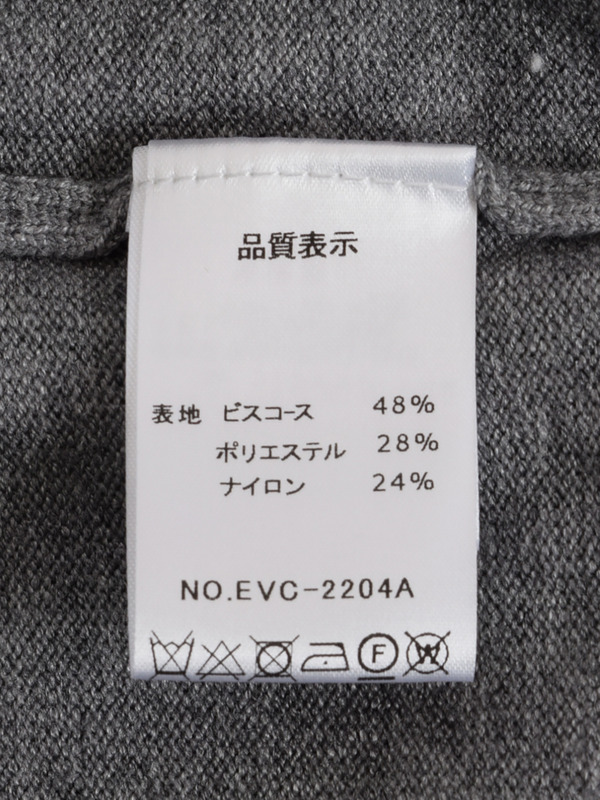 品質表示
表地 ビスコース 48%
ポリエステル 28%
ナイロン 24%
NO.EVC-2204A
F W